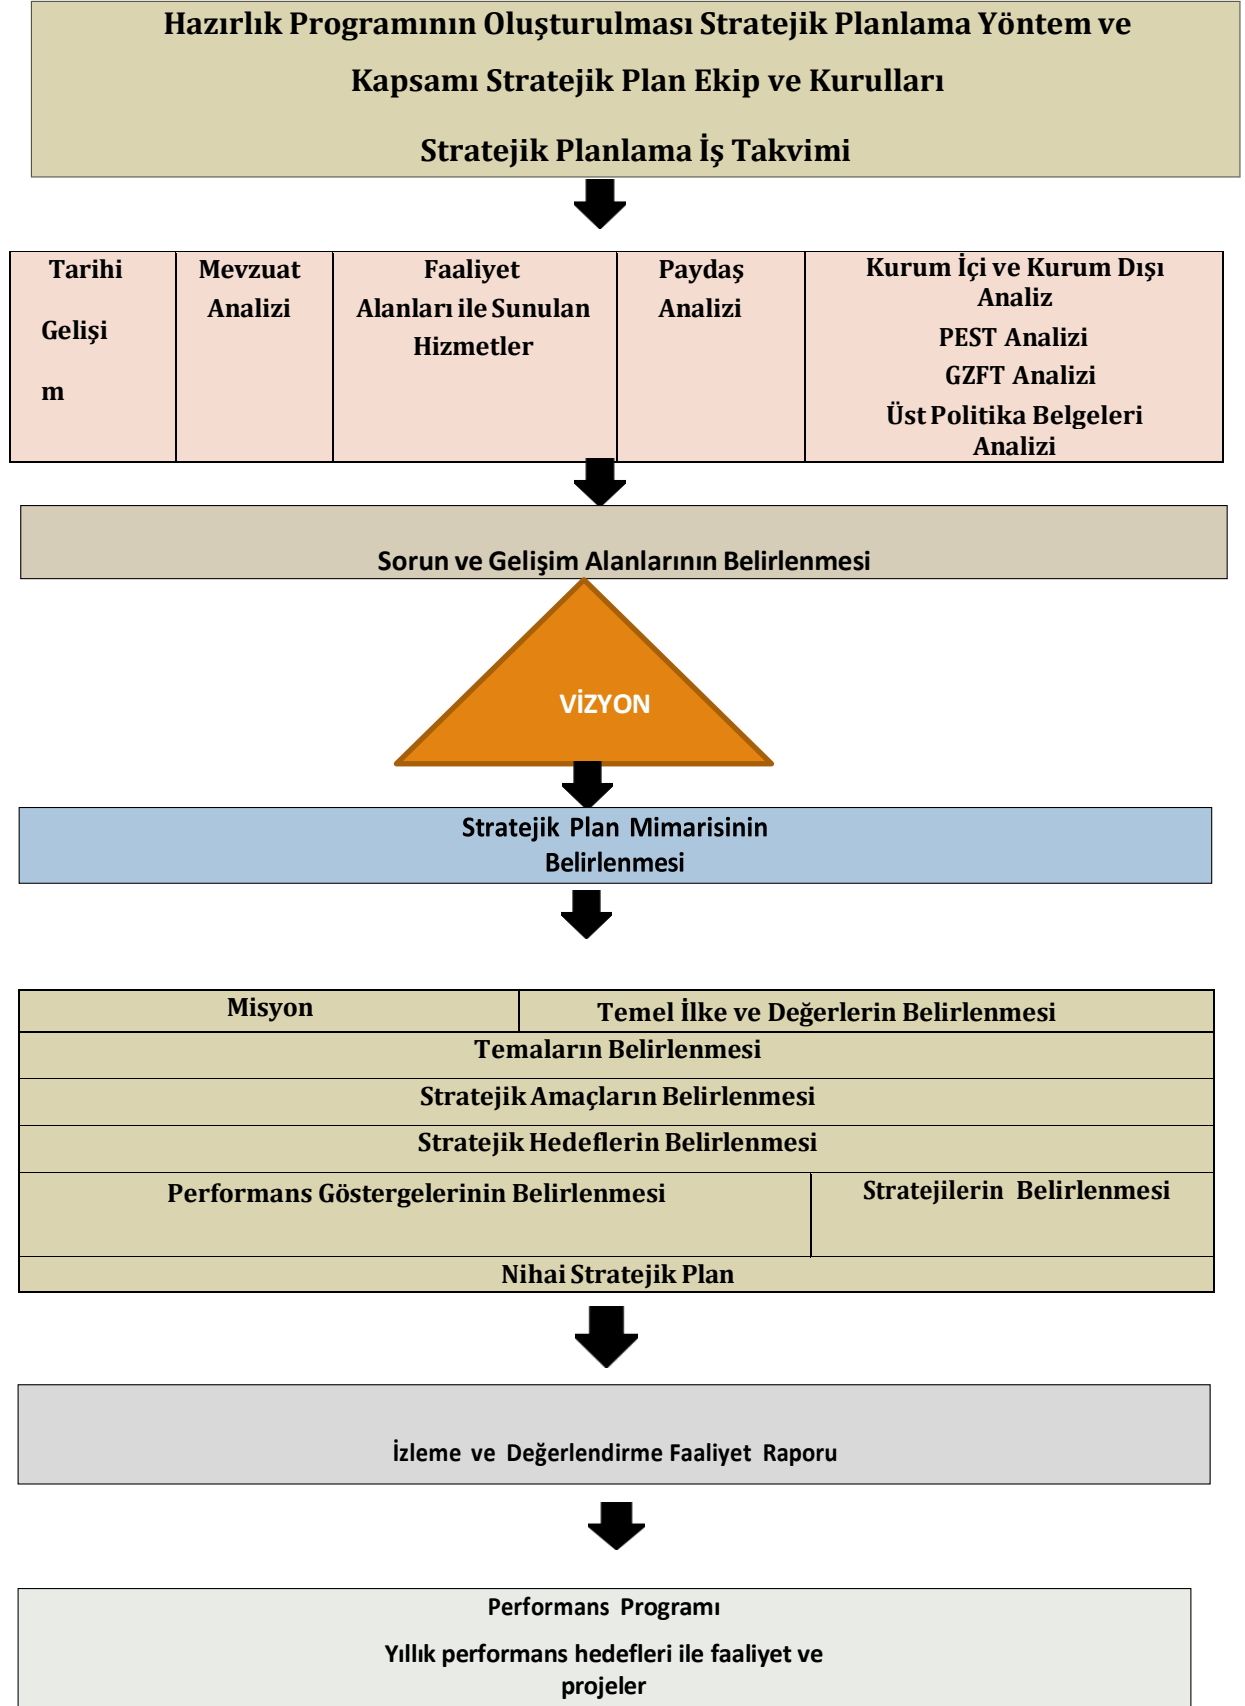 Hazırlık Programının Oluşturulması Stratejik Planlama Yöntem ve
Kapsamı Stratejik Plan Ekip ve Kurulları
Stratejik Planlama İş Takvimi
Tarihi
Gelişi
m
Mevzuat
Analizi
Faaliyet
Alanları ile Sunulan
Hizmetler
Paydaş
Analizi
Kurum İçi ve Kurum Dışı
Analiz
PEST Analizi
GZFT Analizi
Üst Politika Belgeleri
Analizi
Sorun ve Gelişim Alanlarının Belirlenmesi
VİZYON
Stratejik Plan Mimarisinin
Belirlenmesi
Misyon
Temel İlke ve Değerlerin Belirlenmesi
Temaların Belirlenmesi
Stratejik Amaçların Belirlenmesi
Stratejik Hedeflerin Belirlenmesi
Performans Göstergelerinin Belirlenmesi
Stratejilerin Belirlenmesi
Nihai Stratejik Plan
İzleme ve Değerlendirme Faaliyet Raporu
Performans Programı
Yıllık performans hedefleri ile faaliyet ve
projeler